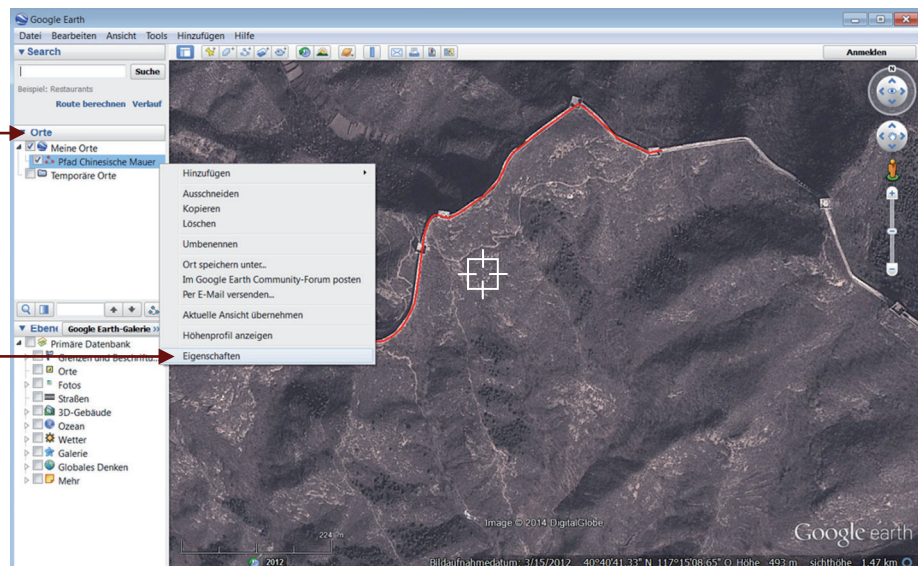 Google Earth
Datei Bearbeiten Ansicht Tools Hinzufügen Hilfe
Search
Anmelden
Suche
Beispiel: Restaurants
Route berechnen Verlauf
Orte
Meine Orte
Pfad Chinesische Mauer
Temporäre Orte
Hinzufügen
Ausschneiden
Kopieren
Löschen
Umbenennen
Ort speichern unter...
Im Google Earth Community-Forum posten
Per E-Mail versenden...
Aktuelle Ansicht übernehmen
Höhenprofil anzeigen
Eigenschaften
Ebene Google Earth-Galerie »
Primäre Datenbank
Grenzen und Beschriftu...
Orte
Fotos
Straßen
3D-Gebäude
Ozean
Wetter
Galerie
Globales Denken
Mehr
N
Image © 2014 DigitalGlobe
Google earth
224 m
2012
Bildaufnahmedatum: 3/15/2012 40°40'41.33" N 117°15'08.65" O Höhe 493 m sichthöhe 1.47 km